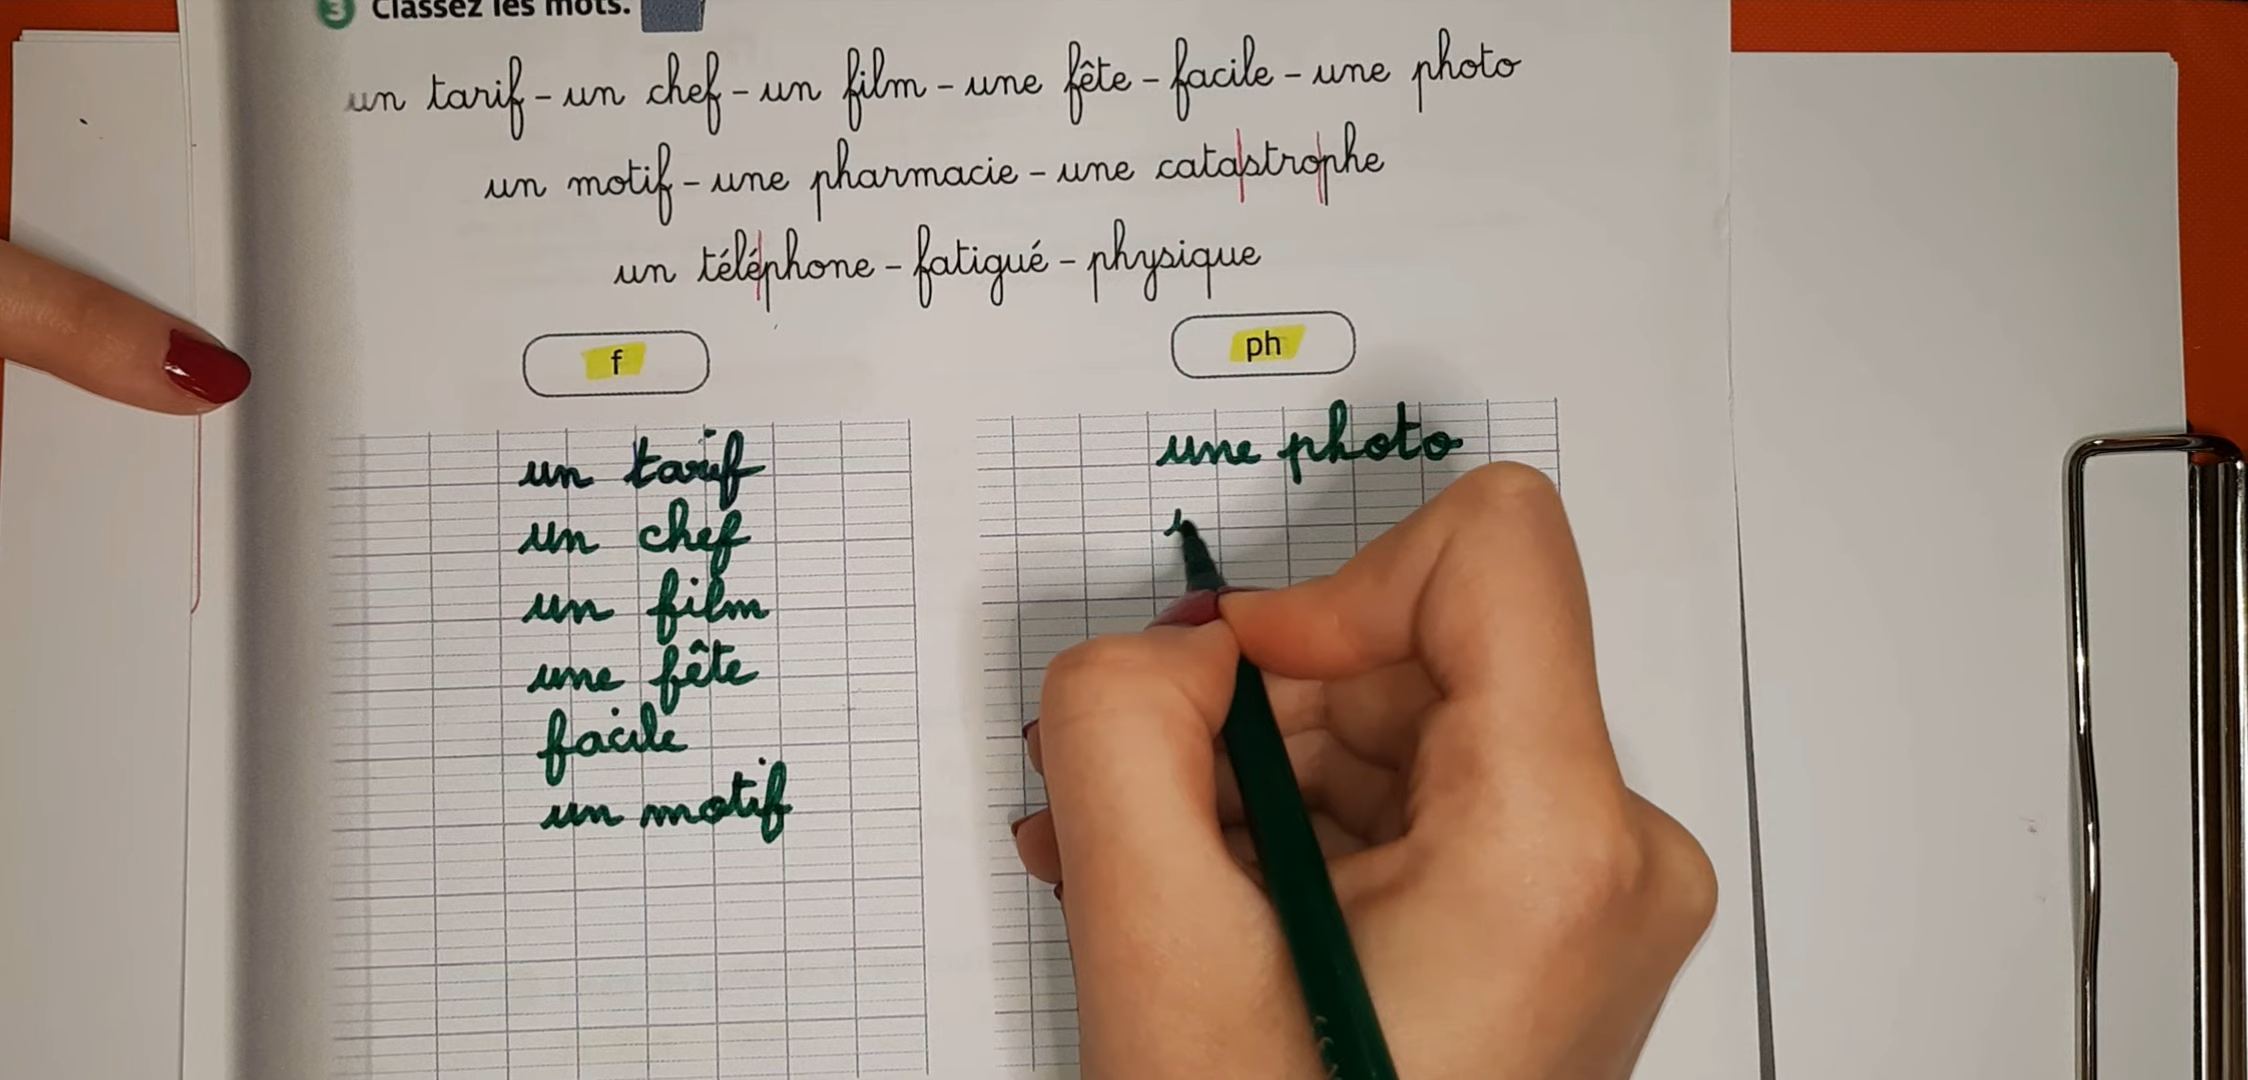 3 Classez les mots.
un tarif - un chef - un film - une fête - facile - une photo
un motif - une pharmacie - une catastrophe
un téléphone - fatigué - physique
f
ph
un tarif
un chef
un film
une fête
facile
un motif
une photo